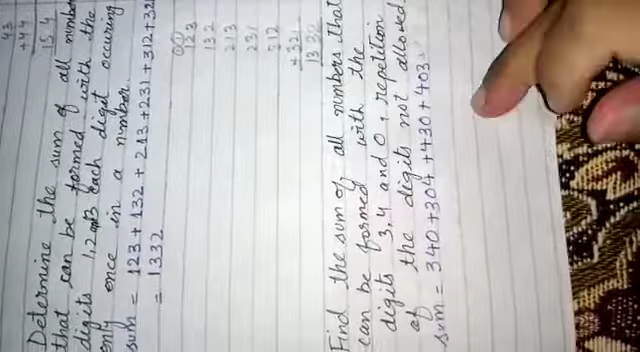 43
+44
154
Determine the sum of all number
that can be formed with the
digits 1,2 and 3 each digit occuring
only once in a number.
sum = 123 + 132 + 213 + 231 + 312 + 321
= 1332
123
132
213
231
312
+321
1332
Find the sum of all numbers that
can be formed with the
digits 3,4 and 0, repetition
of the digits not allowed.
sum = 340 + 304 + 430 + 403